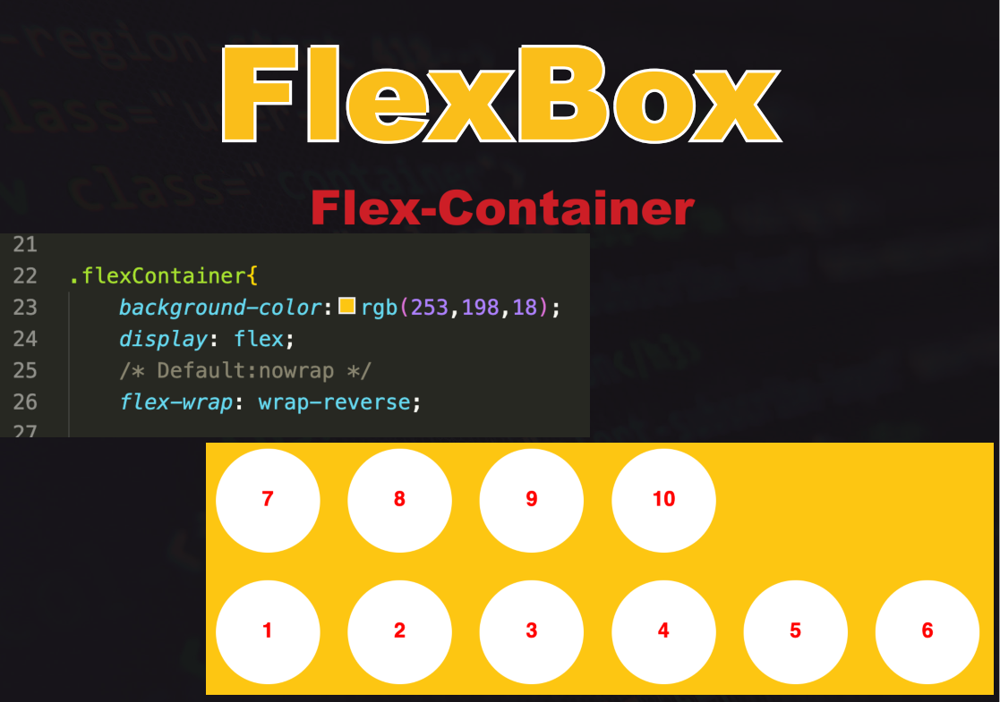 FlexBox
Flex-Container
21
22 .flexContainer{
23 background-color: rgb(253,198,18);
24 display: flex;
25 /* Default:nowrap */
26 flex-wrap: wrap-reverse;
27
7 8 9 10
1 2 3 4 5 6